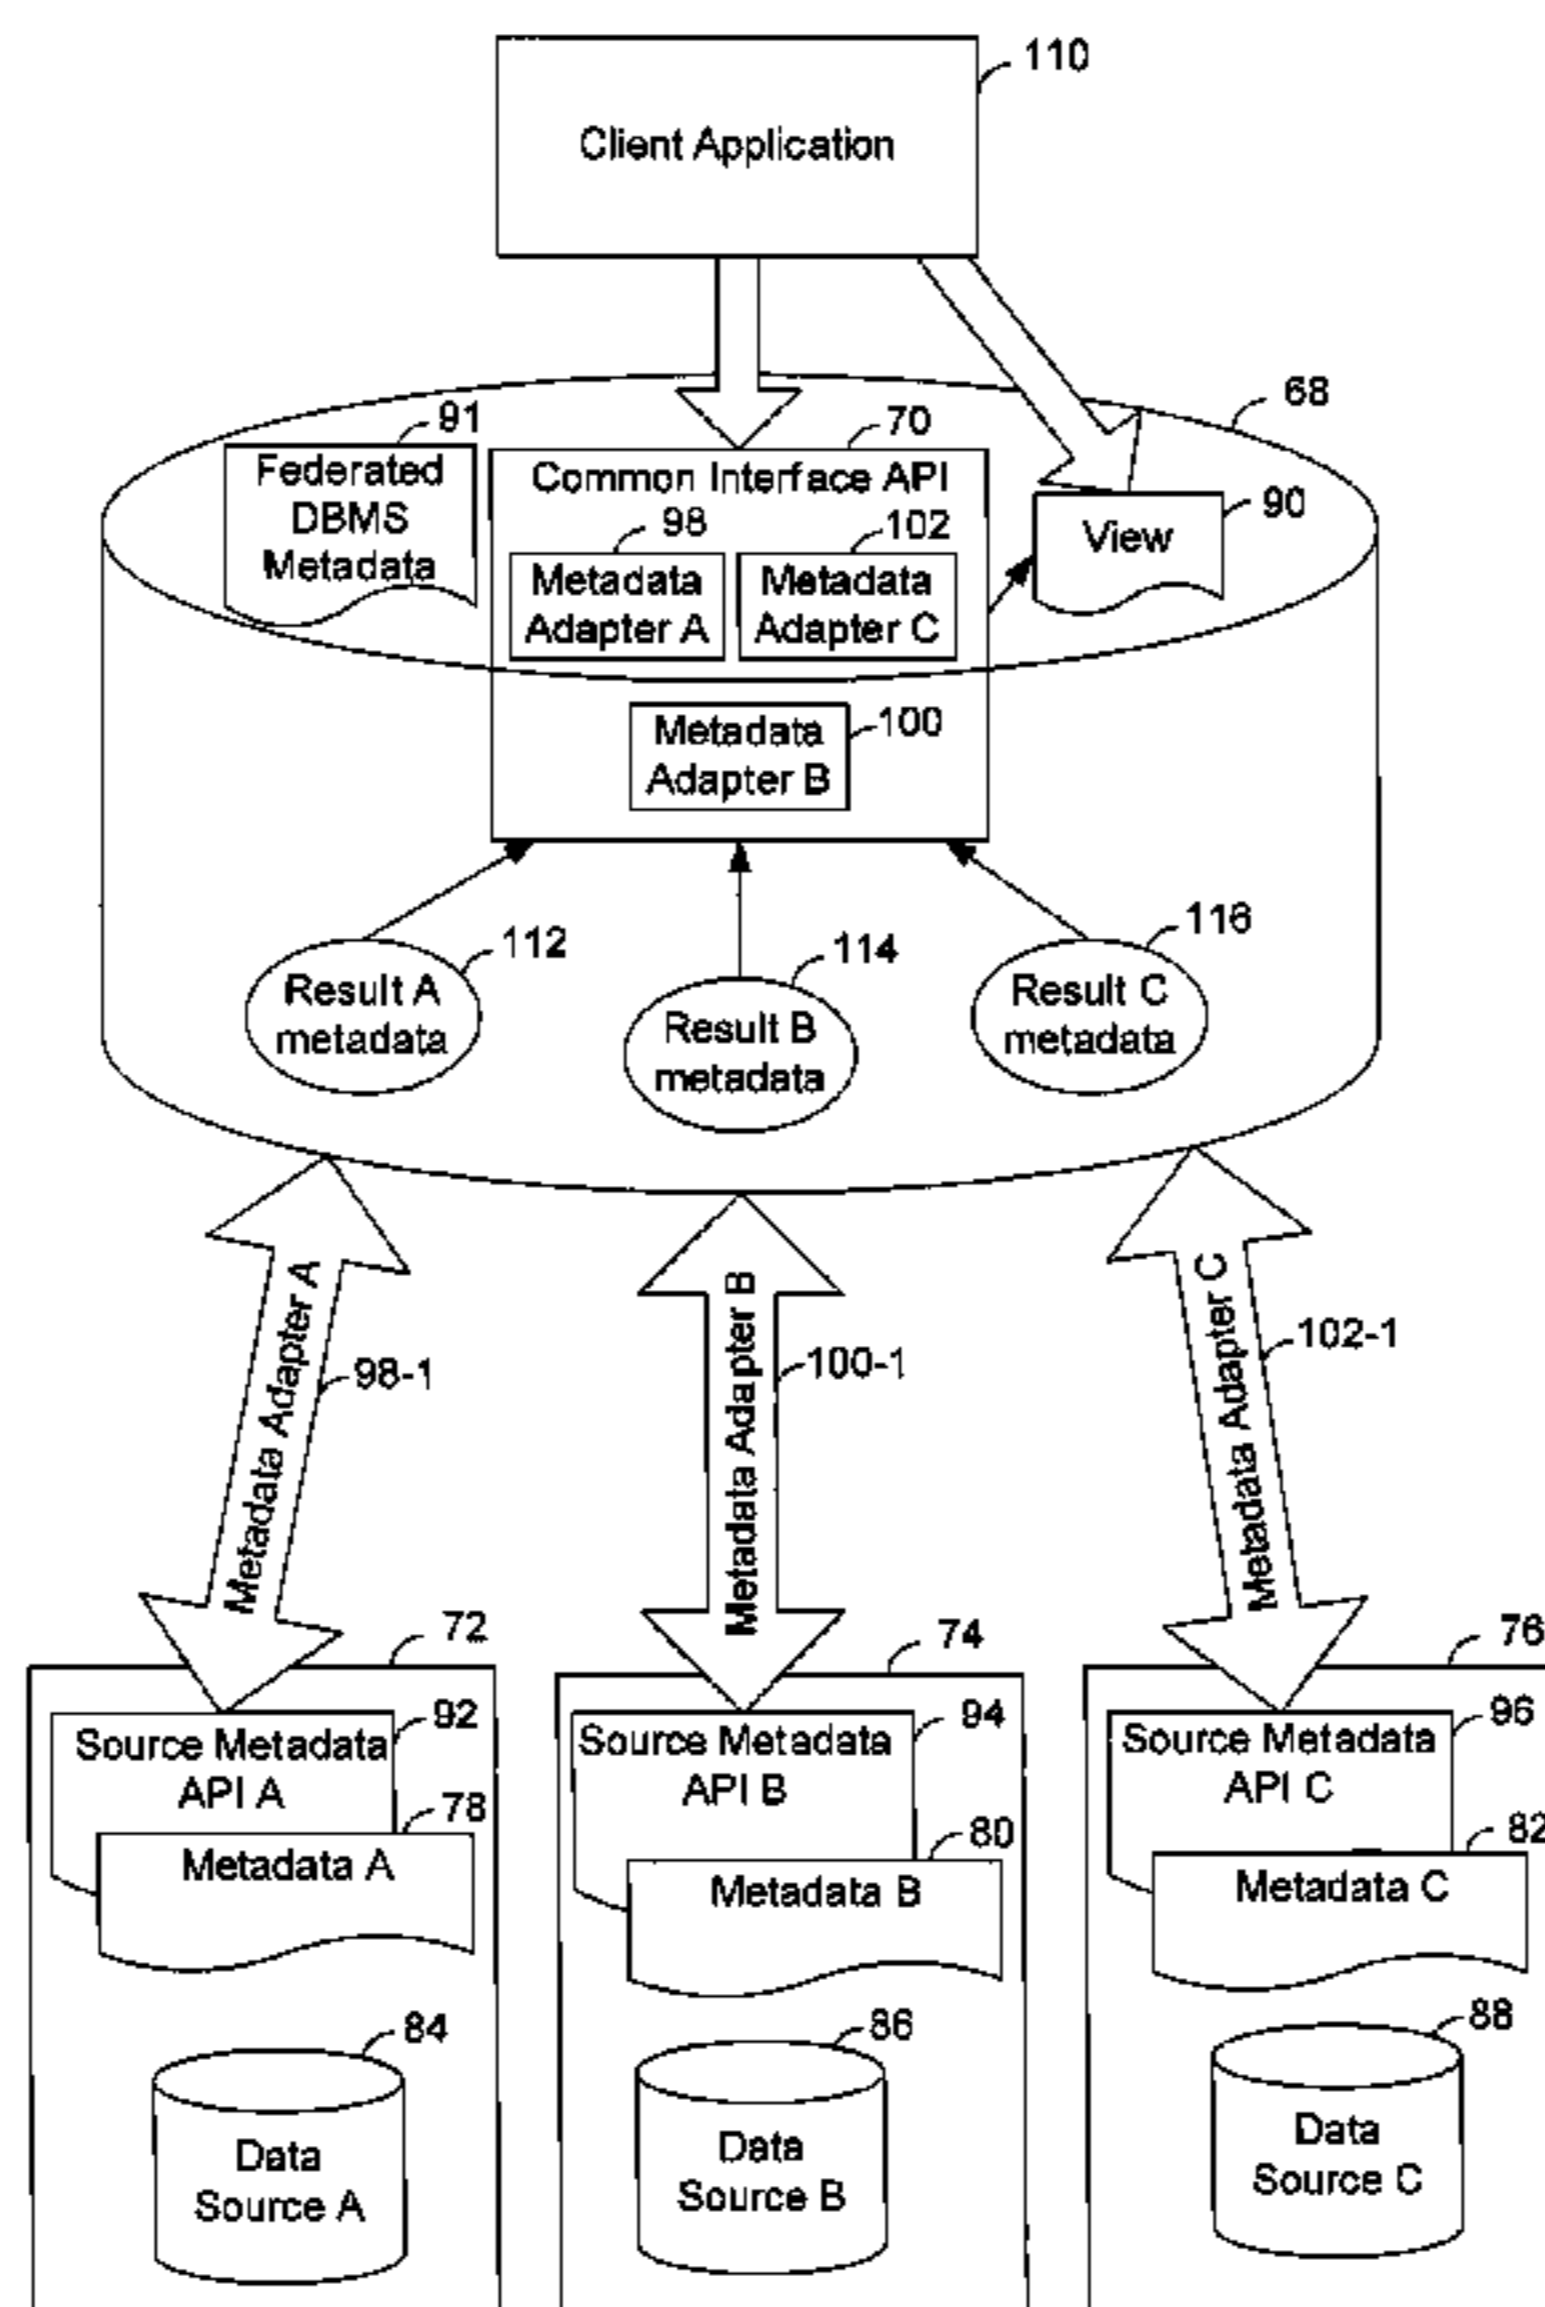 110
Client Application
68
91
70
Federated
DBMS
Metadata
Common Interface API
90
View
98
102
Metadata
Adapter A
Metadata
Adapter C
100
Metadata
Adapter B
112
114
116
Result A
metadata
Result B
metadata
Result C
metadata
Metadata Adapter A
98-1
Metadata Adapter B
100-1
Metadata Adapter C
102-1
72
74
76
92
Source Metadata
API A
78
Metadata A
94
Source Metadata
API B
80
Metadata B
96
Source Metadata
API C
82
Metadata C
84
Data
Source A
86
Data
Source B
88
Data
Source C